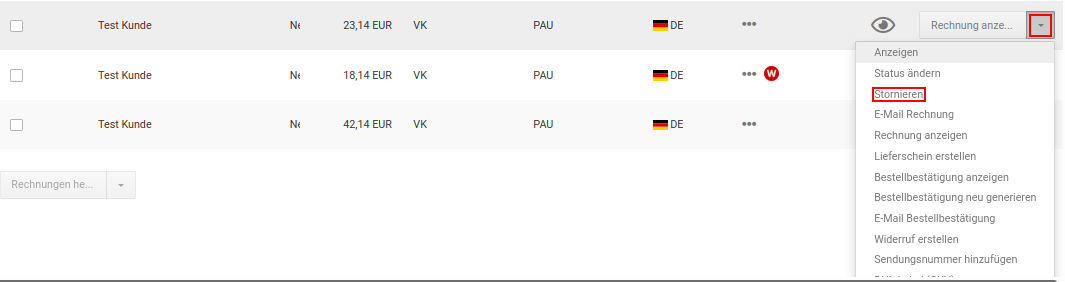 Test Kunde Ne 23,14 EUR VK PAU DE ••• Rechnung anze...
Anzeigen
Test Kunde Ne 18,14 EUR VK PAU DE ••• W
Status ändern
Stornieren
E-Mail Rechnung
Test Kunde Ne 42,14 EUR VK PAU DE •••
Rechnung anzeigen
Lieferschein erstellen
Bestellbestätigung anzeigen
Rechnungen he...
Bestellbestätigung neu generieren
E-Mail Bestellbestätigung
Widerruf erstellen
Sendungsnummer hinzufügen